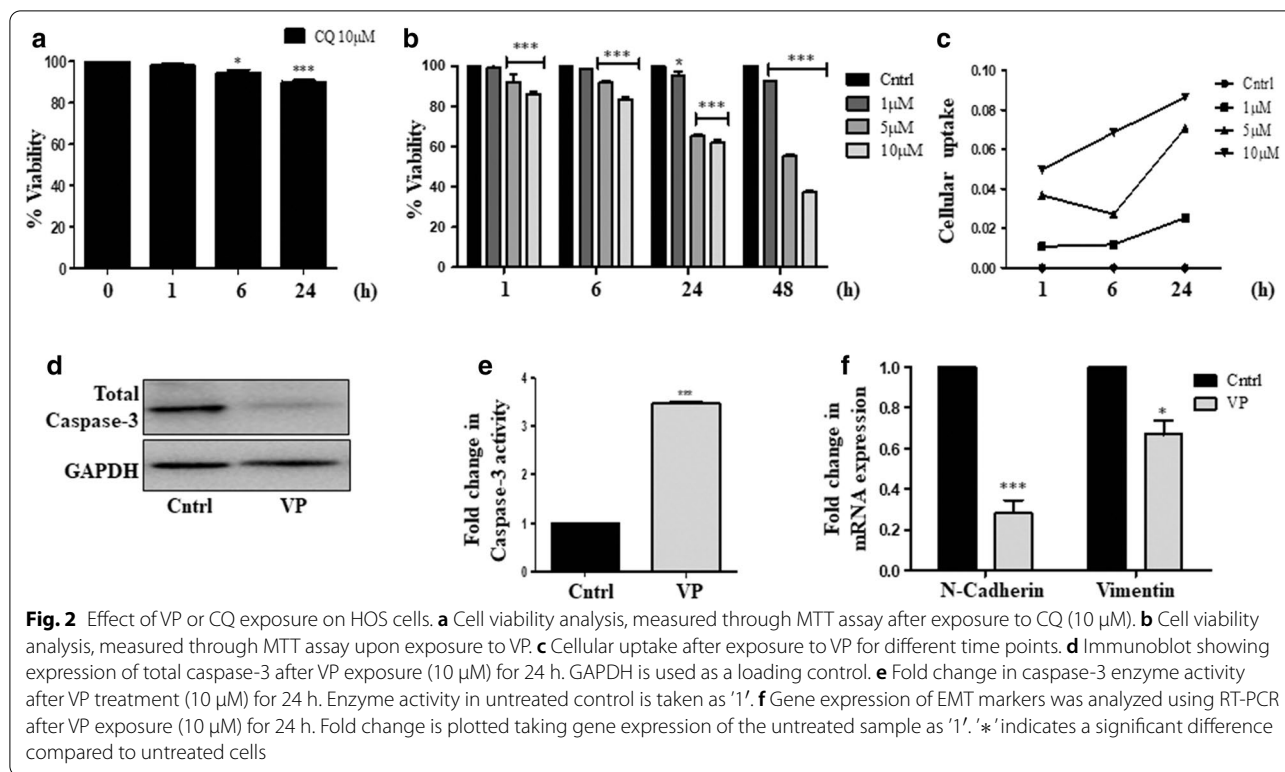 a
CQ 10µM
100
80
60
40
20
0
% Viability
*
***
0 1 6 24 (h)
b
***
***
*
***
***
100
80
60
40
20
0
% Viability
Cntrl
1µM
5µM
10µM
1 6 24 48 (h)
c
0.10
0.08
0.06
0.04
0.02
0.00
Cellular uptake
Cntrl
1µM
5µM
10µM
1 6 24 (h)
d
Total
Caspase-3
GAPDH
Cntrl VP
e
Fold change in
Caspase-3 activity
4
3
2
1
0
***
Cntrl VP
f
Fold change in
mRNA expression
1.0
0.8
0.6
0.4
0.2
0.0
***
*
Cntrl
VP
N-Cadherin Vimentin
Fig. 2 Effect of VP or CQ exposure on HOS cells. a Cell viability analysis, measured through MTT assay after exposure to CQ (10 µM). b Cell viability
analysis, measured through MTT assay upon exposure to VP. c Cellular uptake after exposure to VP for different time points. d Immunoblot showing
expression of total caspase-3 after VP exposure (10 µM) for 24 h. GAPDH is used as a loading control. e Fold change in caspase-3 enzyme activity
after VP treatment (10 µM) for 24 h. Enzyme activity in untreated control is taken as '1′. f Gene expression of EMT markers was analyzed using RT-PCR
after VP exposure (10 µM) for 24 h. Fold change is plotted taking gene expression of the untreated sample as '1′. '∗' indicates a significant difference
compared to untreated cells